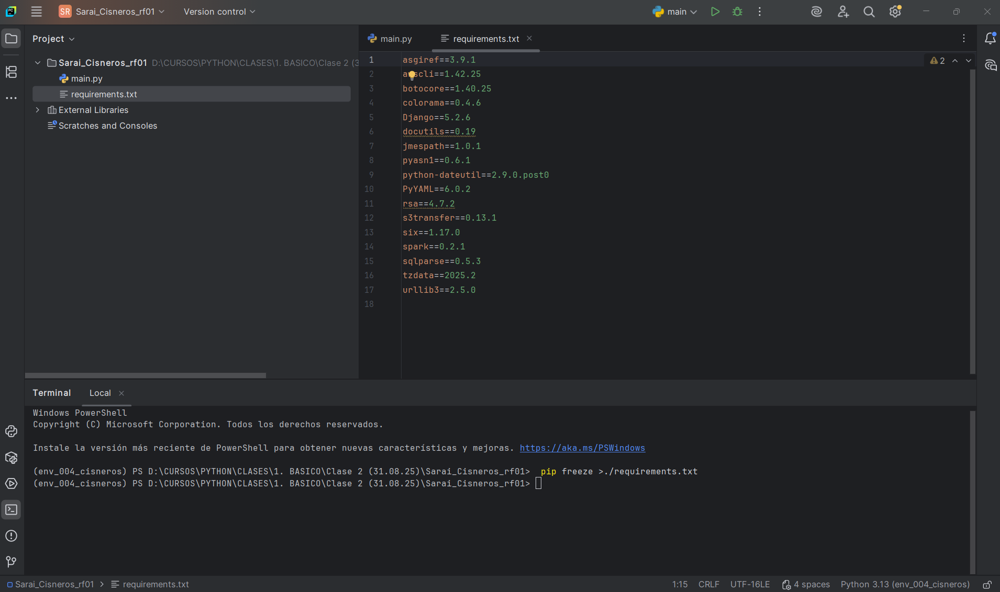 SR Sarai_Cisneros_rf01 Version control main
Project
Sarai_Cisneros_rf01 D:\CURSOS\PYTHON\CLASES\1. BASICO\Clase 2 (3
main.py
requirements.txt
External Libraries
Scratches and Consoles
main.py requirements.txt
2
1 asgiref==3.9.1
2 awscli==1.42.25
3 botocore==1.40.25
4 colorama==0.4.6
5 Django==5.2.6
6 docutils==0.19
7 jmespath==1.0.1
8 pyasn1==0.6.1
9 python-dateutil==2.9.0.post0
10 PyYAML==6.0.2
11 rsa==4.7.2
12 s3transfer==0.13.1
13 six==1.17.0
14 spark==0.2.1
15 sqlparse==0.5.3
16 tzdata==2025.2
17 urllib3==2.5.0
18
Terminal Local
Windows PowerShell
Copyright (C) Microsoft Corporation. Todos los derechos reservados.
Instale la versión más reciente de PowerShell para obtener nuevas características y mejoras. https://aka.ms/PSWindows
(env_004_cisneros) PS D:\CURSOS\PYTHON\CLASES\1. BASICO\Clase 2 (31.08.25)\Sarai_Cisneros_rf01> pip freeze >./requirements.txt
(env_004_cisneros) PS D:\CURSOS\PYTHON\CLASES\1. BASICO\Clase 2 (31.08.25)\Sarai_Cisneros_rf01>
Sarai_Cisneros_rf01 > requirements.txt 1:15 CRLF UTF-16LE 4 spaces Python 3.13 (env_004_cisneros)